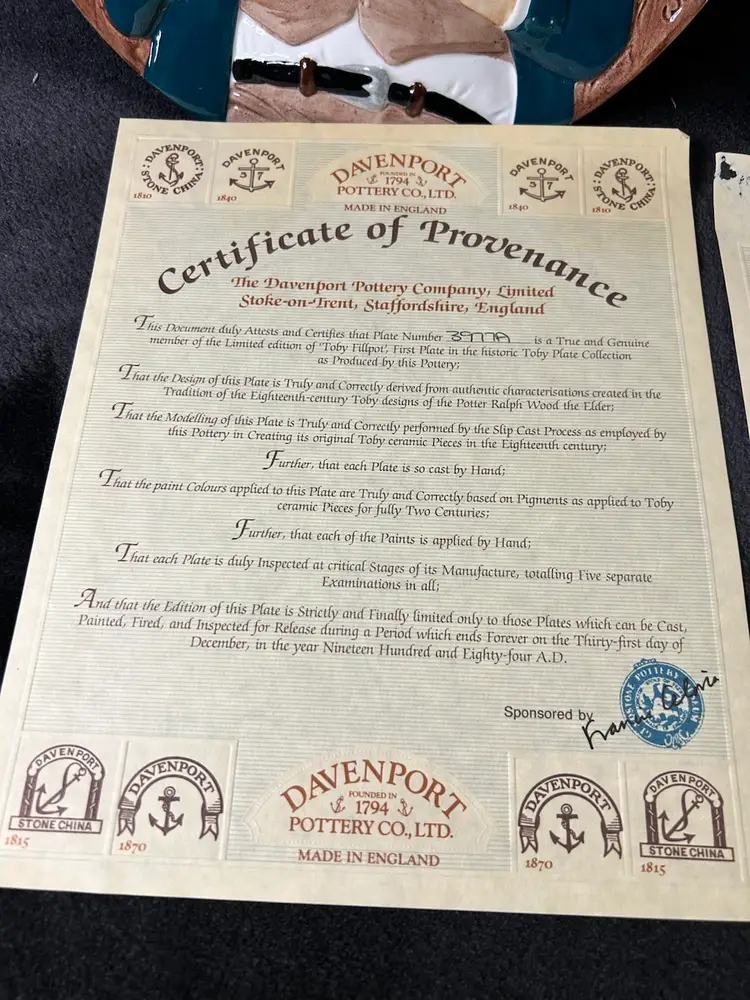 DAVENPORT
STONE CHINA
1810
DAVENPORT
3 7
1840
DAVENPORT
FOUNDED IN
1794
POTTERY CO., LTD.
MADE IN ENGLAND
DAVENPORT
3 7
1840
DAVENPORT
STONE CHINA
1810
Certificate of Provenance
The Davenport Pottery Company, Limited
Stoke-on-Trent, Staffordshire, England
This Document duly Attests and Certifies that Plate Number 3977A is a True and Genuine
member of the Limited edition of 'Toby Fillpot', First Plate in the historic Toby Plate Collection
as Produced by this Pottery;
That the Design of this Plate is Truly and Correctly derived from authentic characterisations created in the
Tradition of the Eighteenth-century Toby designs of the Potter Ralph Wood the Elder;
That the Modelling of this Plate is Truly and Correctly performed by the Slip Cast Process as employed by
this Pottery in Creating its original Toby ceramic Pieces in the Eighteenth century;
Further, that each Plate is so cast by Hand;
That the paint Colours applied to this Plate are Truly and Correctly based on Pigments as applied to Toby
ceramic Pieces for fully Two Centuries;
Further, that each of the Paints is applied by Hand;
That each Plate is duly Inspected at critical Stages of its Manufacture, totalling Five separate
Examinations in all;
And that the Edition of this Plate is Strictly and Finally limited only to those Plates which can be Cast,
Painted, Fired, and Inspected for Release during a Period which ends Forever on the Thirty-first day of
December, in the year Nineteen Hundred and Eighty-four A.D.
Sponsored by
DAVENPORT
STONE CHINA
1815
DAVENPORT
1870
DAVENPORT
FOUNDED IN
1794
POTTERY CO., LTD.
MADE IN ENGLAND
DAVENPORT
1870
DAVENPORT
STONE CHINA
1815